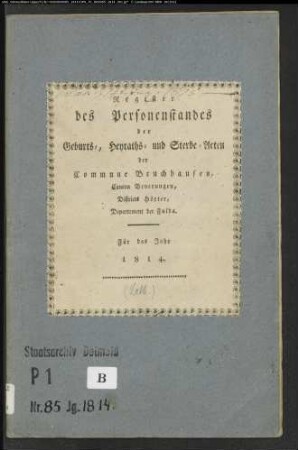 Register
des Personenstandes
der
Geburts-, Heyraths- und Sterbe-Acten
der
Commune Bruchhausen,
Canton Beverungen,
District Höxter,
Departement der Fulda.
Für das Jahr
1814.
Staatsarchiv Detmold
P 1
B
Nr. 85 Jg. 1814